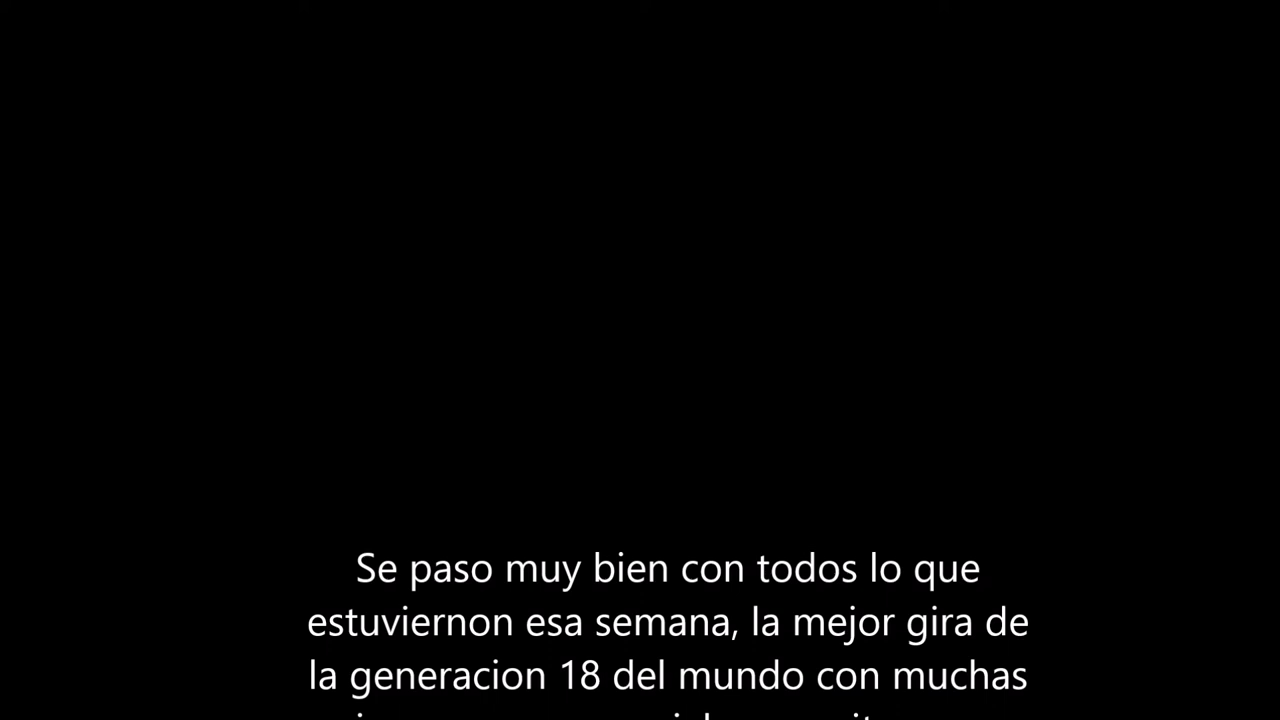 Se paso muy bien con todos lo que
estuviernon esa semana, la mejor gira de
la generacion 18 del mundo con muchas